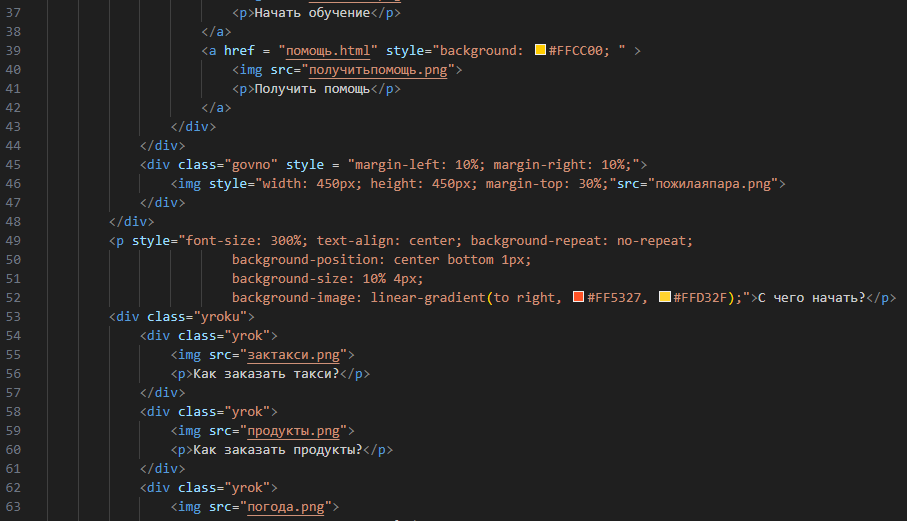 37 <p>Начать обучение</p>
38 </a>
39 <a href = "помощь.html" style="background: #FFCC00; " >
40 <img src="получитьпомощь.png">
41 <p>Получить помощь</p>
42 </a>
43 </div>
44 </div>
45 <div class="govno" style = "margin-left: 10%; margin-right: 10%;">
46 <img style="width: 450px; height: 450px; margin-top: 30%;"src="пожилаяпара.png">
47 </div>
48 </div>
49 <p style="font-size: 300%; text-align: center; background-repeat: no-repeat;
50 background-position: center bottom 1px;
51 background-size: 10% 4px;
52 background-image: linear-gradient(to right, #FF5327, #FFD32F);">С чего начать?</p>
53 <div class="yroku">
54 <div class="yrok">
55 <img src="зактакси.png">
56 <p>Как заказать такси?</p>
57 </div>
58 <div class="yrok">
59 <img src="продукты.png">
60 <p>Как заказать продукты?</p>
61 </div>
62 <div class="yrok">
63 <img src="погода.png">